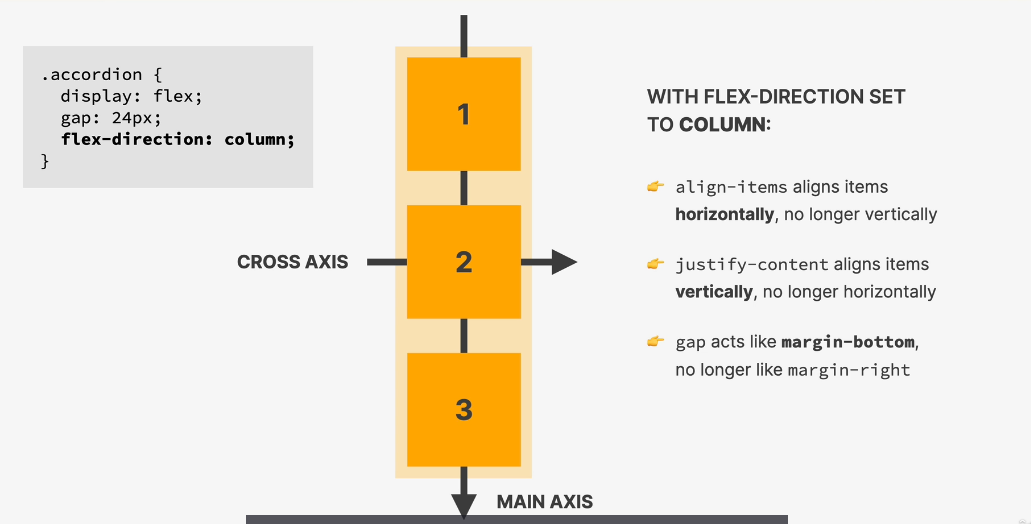 .accordion {
display: flex;
gap: 24px;
flex-direction: column;
}
1
2
3
CROSS AXIS
MAIN AXIS
WITH FLEX-DIRECTION SET
TO COLUMN:
👉 align-items aligns items
horizontally, no longer vertically
👉 justify-content aligns items
vertically, no longer horizontally
👉 gap acts like margin-bottom,
no longer like margin-right